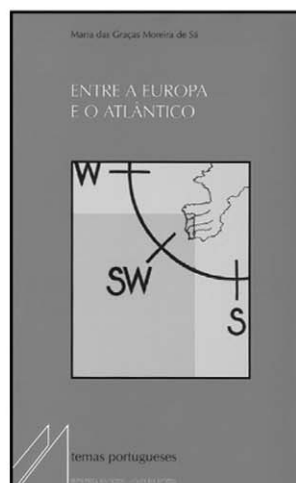 Maria das Graças Moreira de Sá
ENTRE A EUROPA
E O ATLÂNTICO
W
SW
S
temas portugueses